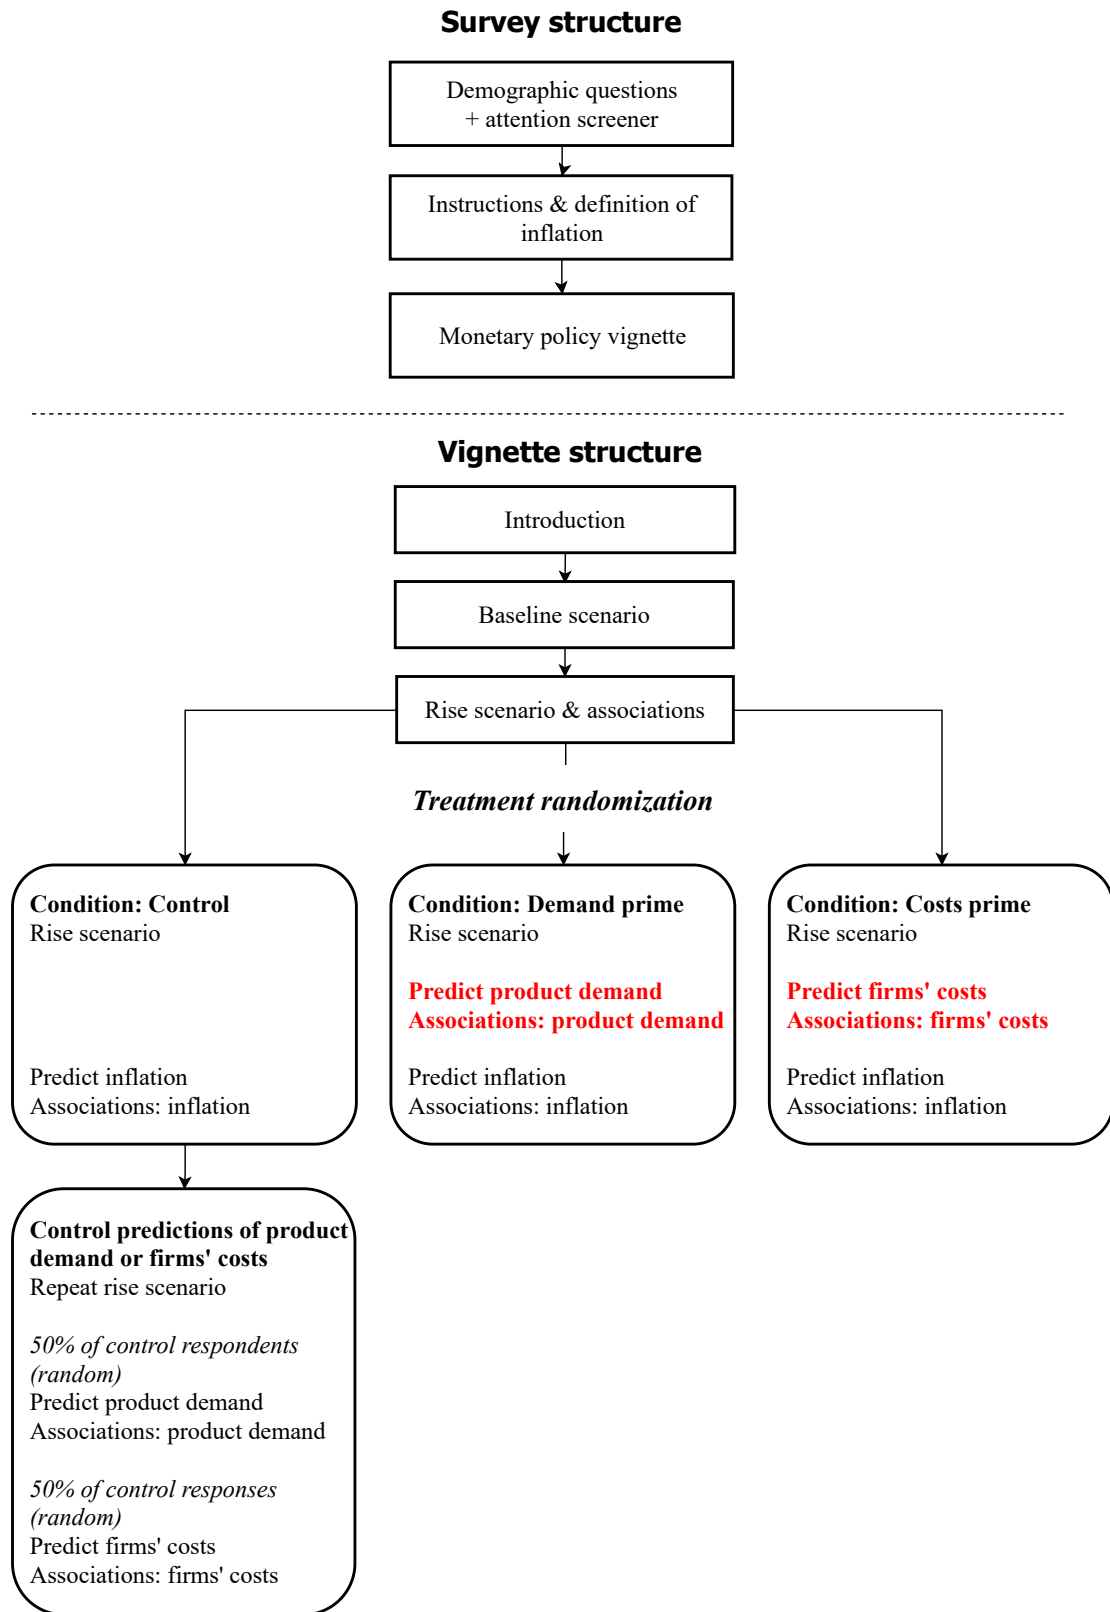 Survey structure
Demographic questions
+ attention screener
Instructions & definition of
inflation
Monetary policy vignette
Vignette structure
Introduction
Baseline scenario
Rise scenario & associations
Treatment randomization
Condition: Control
Rise scenario
Predict inflation
Associations: inflation
Condition: Demand prime
Rise scenario
Predict product demand
Associations: product demand
Predict inflation
Associations: inflation
Condition: Costs prime
Rise scenario
Predict firms' costs
Associations: firms' costs
Predict inflation
Associations: inflation
Control predictions of product
demand or firms' costs
Repeat rise scenario
50% of control respondents
(random)
Predict product demand
Associations: product demand
50% of control responses
(random)
Predict firms' costs
Associations: firms' costs